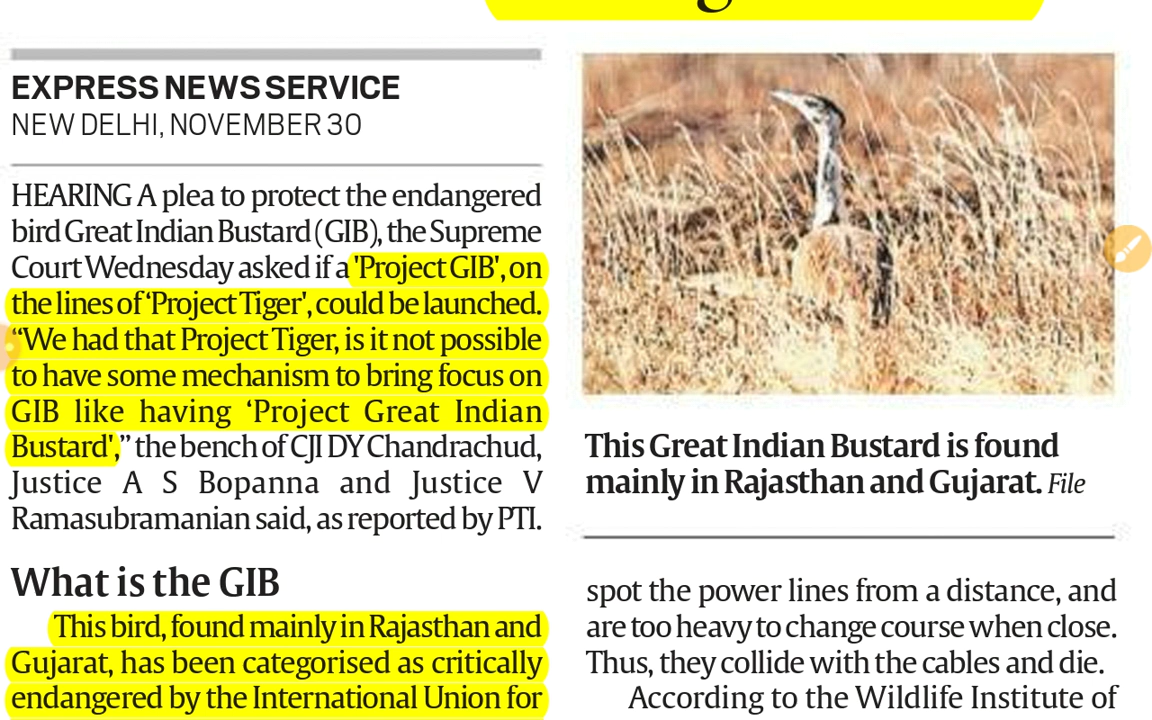 EXPRESS NEWS SERVICE
NEW DELHI, NOVEMBER 30
HEARING A plea to protect the endangered
bird Great Indian Bustard (GIB), the Supreme
Court Wednesday asked if a 'Project GIB', on
the lines of ‘Project Tiger', could be launched.
“We had that Project Tiger, is it not possible
to have some mechanism to bring focus on
GIB like having ‘Project Great Indian
Bustard',” the bench of CJI DY Chandrachud,
Justice A S Bopanna and Justice V
Ramasubramanian said, as reported by PTI.
What is the GIB
This bird, found mainly in Rajasthan and
Gujarat, has been categorised as critically
endangered by the International Union for
This Great Indian Bustard is found
mainly in Rajasthan and Gujarat. File
spot the power lines from a distance, and
are too heavy to change course when close.
Thus, they collide with the cables and die.
According to the Wildlife Institute of